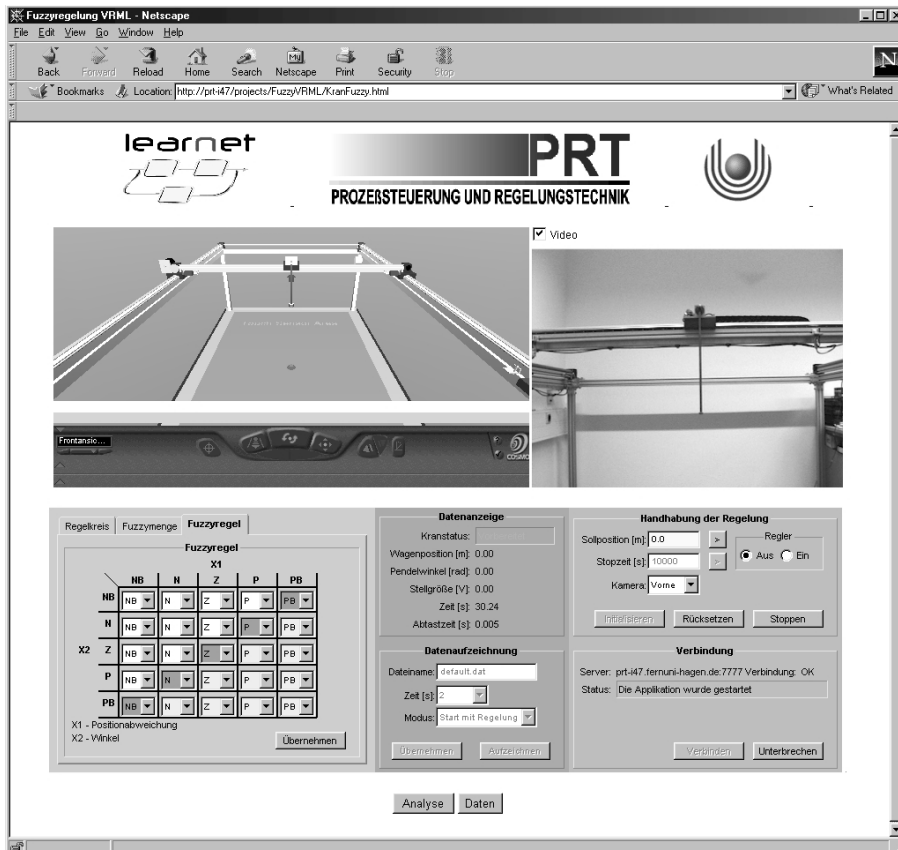 Fuzzyregelung VRML - Netscape
File Edit View Go Window Help
Back Forward Reload Home Search Netscape Print Security Stop
Bookmarks Location: http://prt-i47/projects/FuzzyVRML/KranFuzzy.html What's Related
learnet
PRT
PROZEßSTEUERUNG UND REGELUNGSTECHNIK
Video
Frontansic...
COSMO
Regelkreis Fuzzymenge Fuzzyregel
Fuzzyregel
X1
NB N Z P PB
NB NB N Z P PB
N NB N Z P PB
X2 Z NB N Z P PB
P NB N Z P PB
PB NB N Z P PB
X1 - Positionabweichung
X2 - Winkel
Übernehmen
Datenanzeige
Kranstatus:
Wagenposition [m]: 0.00
Pendelwinkel [rad]: 0.00
Stellgröße [V]: 0.00
Zeit [s]: 30.24
Abtastzeit [s]: 0.005
Datenaufzeichnung
Dateiname: default.dat
Zeit [s]: 2
Modus: Start mit Regelung
Übernehmen Aufzeichnen
Handhabung der Regelung
Sollposition [m]: 0.0 >
Regler
Aus Ein
Stopzeit [s]: 10000 >
Kamera: Vorne
Initialisieren Rücksetzen Stoppen
Verbindung
Server: prt-i47.fernuni-hagen.de:7777 Verbindung: OK
Status: Die Applikation wurde gestartet
Verbinden Unterbrechen
Analyse Daten